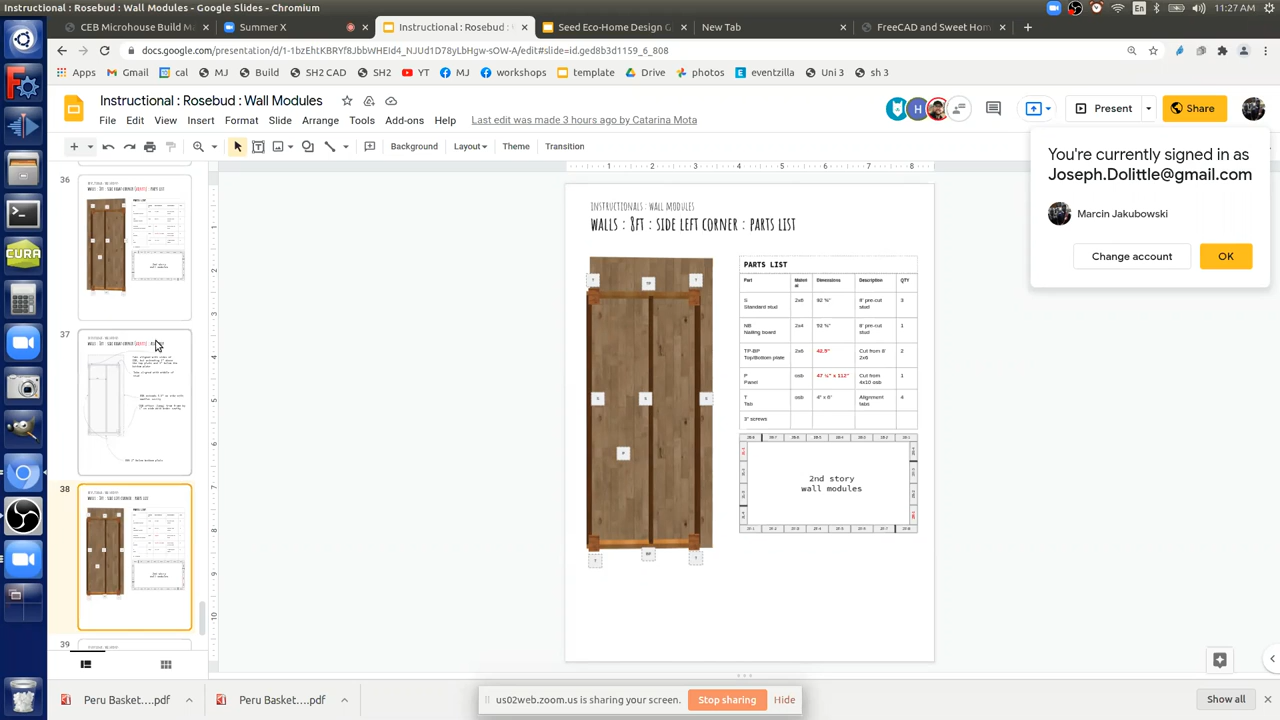 Instructional : Rosebud : Wall Modules - Google Slides - Chromium
En
11:27 AM
CEB Microhouse Build Me
Summer X
Instructional : Rosebud :
Seed Eco-Home Design G
New Tab
FreeCAD and Sweet Hom
docs.google.com/presentation/d/1-1bzEhtKBRYf8JbbWHEId4_NJUd1D78yLbHgw-sOW-A/edit#slide=id.ged8b3d1159_6_808
Apps
Gmail
cal
MJ
Build
SH2 CAD
SH2
YT
MJ
workshops
template
Drive
photos
eventzilla
Uni 3
sh 3
Instructional : Rosebud : Wall Modules
File Edit View Insert Format Slide Arrange Tools Add-ons Help
Last edit was made 3 hours ago by Catarina Mota
H
Present
Share
Background Layout Theme Transition
You're currently signed in as
Joseph.Dolittle@gmail.com
Marcin Jakubowski
Change account
OK
CURA
36
37
38
39
INSTRUCTIONALS : WALL MODULES
WALLS : 8FT : SIDE LEFT CORNER : PARTS LIST
PARTS LIST
Part Dimensions Description QTY
S Standard stud 2x6 92 ⅝" 8' pre-cut stud 3
NB Nailing board 2x4 92 ⅝" 8' pre-cut stud 1
TP-BP Top/Bottom plate 2x6 42.5" Cut from 8' 2x6 2
P Panel osb 47 ½" x 112" Cut from 4x10 osb 1
T Tab osb 4" x 6" Alignment tabs 4
3" screws
2nd story
wall modules
Peru Basket....pdf
Peru Basket....pdf
us02web.zoom.us is sharing your screen.
Stop sharing
Hide
Show all